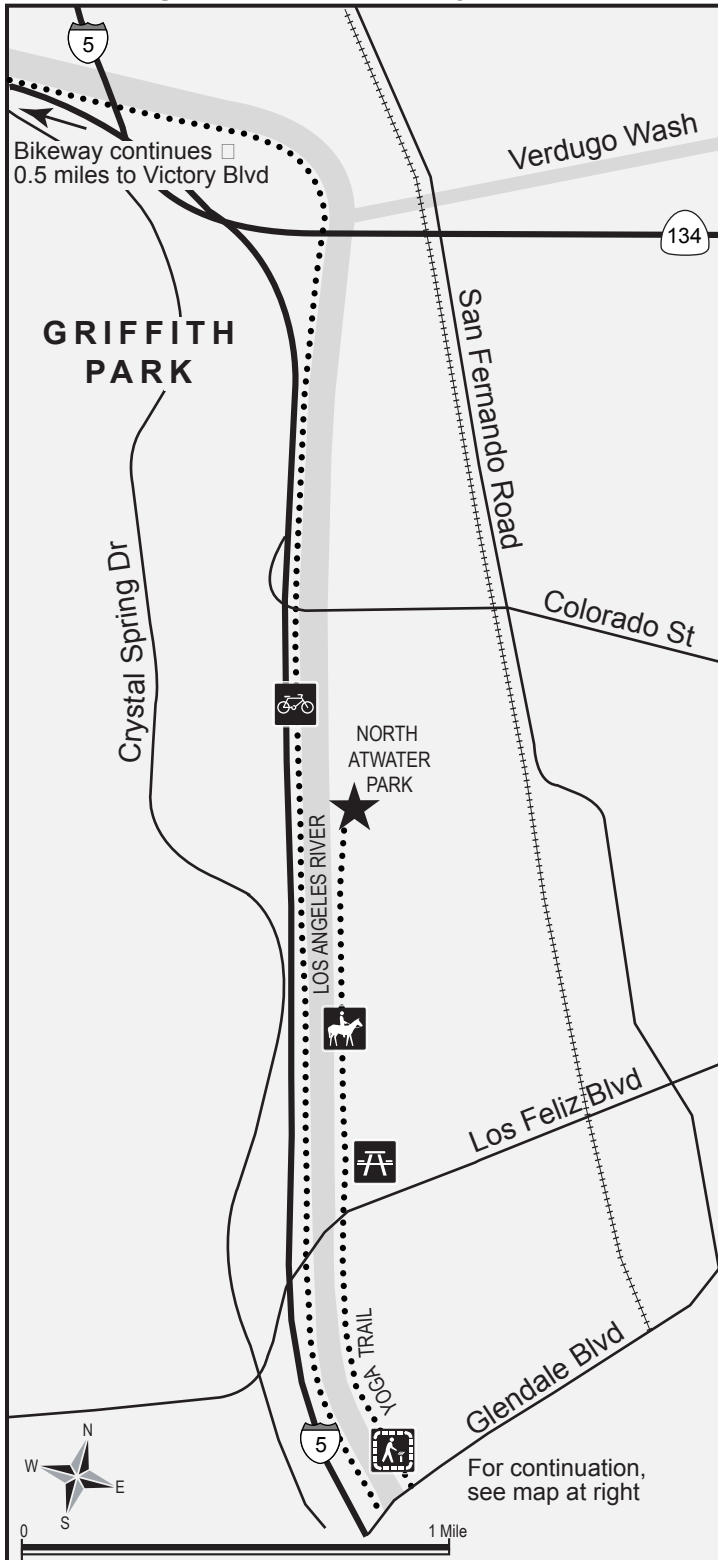 5
Bikeway continues □
0.5 miles to Victory Blvd
Verdugo Wash
134
GRIFFITH
PARK
San Fernando Road
Crystal Spring Dr
Colorado St
NORTH
ATWATER
PARK
LOS ANGELES RIVER
Los Feliz Blvd
YOGA TRAIL
Glendale Blvd
5
For continuation,
see map at right
N
W
E
S
0
1 Mile